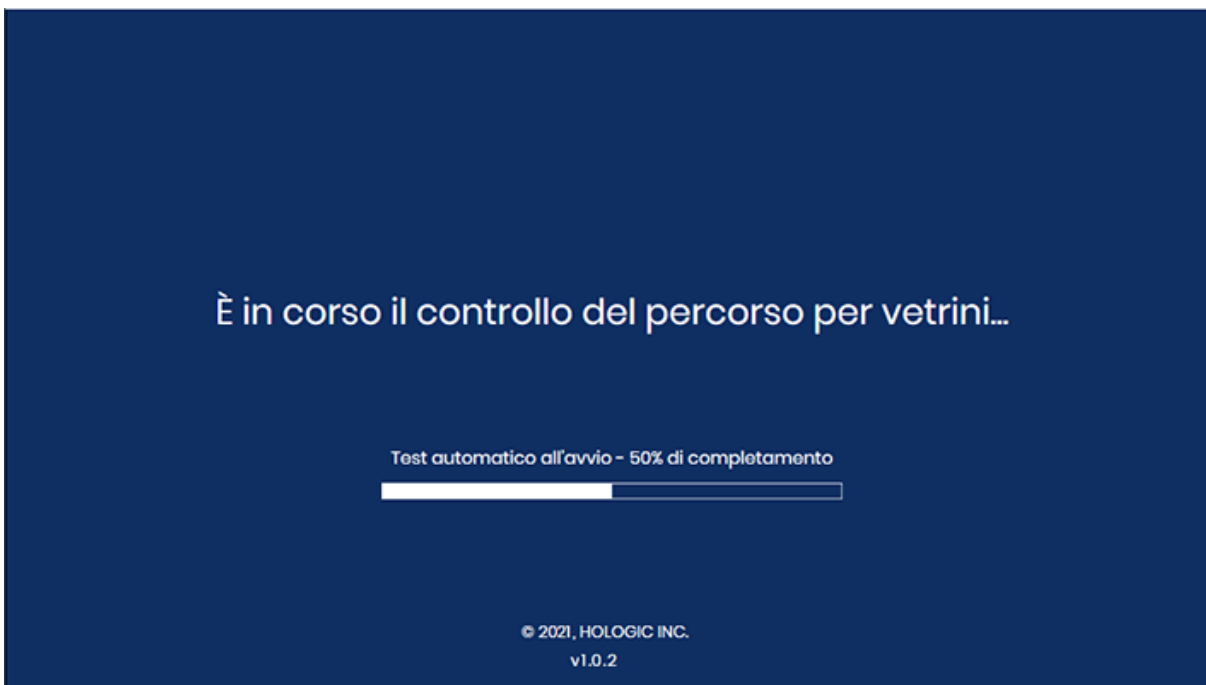 È in corso il controllo del percorso per vetrini...
Test automatico all'avvio - 50% di completamento
© 2021, HOLOGIC INC.
v1.0.2